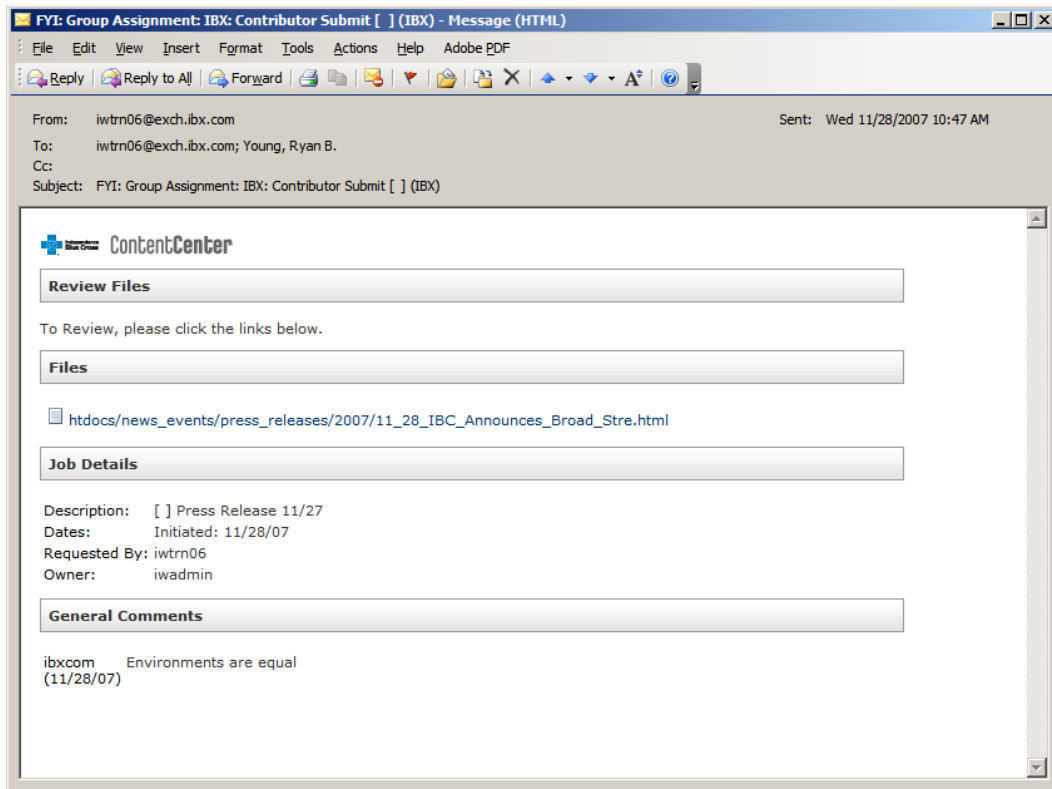 FYI: Group Assignment: IBX: Contributor Submit [ ] (IBX) - Message (HTML)
File Edit View Insert Format Tools Actions Help Adobe PDF
Reply Reply to All Forward
From: iwtrn06@exch.ibx.com Sent: Wed 11/28/2007 10:47 AM
To: iwtrn06@exch.ibx.com; Young, Ryan B.
Cc:
Subject: FYI: Group Assignment: IBX: Contributor Submit [ ] (IBX)
Independence
Blue Cross
ContentCenter
Review Files
To Review, please click the links below.
Files
htdocs/news_events/press_releases/2007/11_28_IBC_Announces_Broad_Stre.html
Job Details
Description: [ ] Press Release 11/27
Dates: Initiated: 11/28/07
Requested By: iwtrn06
Owner: iwadmin
General Comments
ibxcom Environments are equal
(11/28/07)